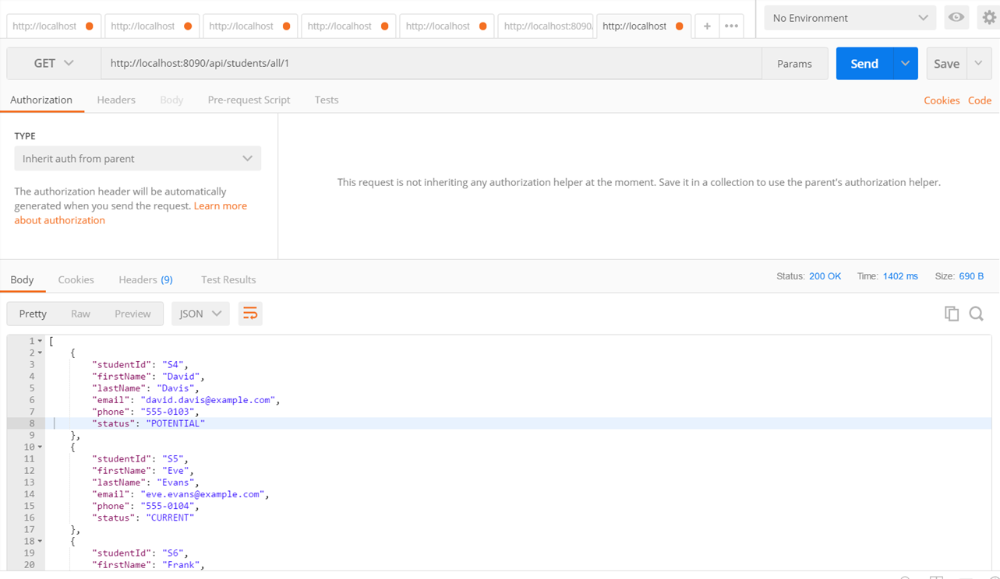 http://localhost http://localhost http://localhost http://localhost http://localhost http://localhost:8090/ http://localhost + ••• No Environment
GET http://localhost:8090/api/students/all/1 Params Send Save
Authorization Headers Body Pre-request Script Tests Cookies Code
TYPE
Inherit auth from parent
The authorization header will be automatically
generated when you send the request. Learn more
about authorization
This request is not inheriting any authorization helper at the moment. Save it in a collection to use the parent's authorization helper.
Body Cookies Headers (9) Test Results Status: 200 OK Time: 1402 ms Size: 690 B
Pretty Raw Preview JSON
1 [
2 {
3 "studentId": "S4",
4 "firstName": "David",
5 "lastName": "Davis",
6 "email": "david.davis@example.com",
7 "phone": "555-0103",
8 "status": "POTENTIAL"
9 },
10 {
11 "studentId": "S5",
12 "firstName": "Eve",
13 "lastName": "Evans",
14 "email": "eve.evans@example.com",
15 "phone": "555-0104",
16 "status": "CURRENT"
17 },
18 {
19 "studentId": "S6",
20 "firstName": "Frank",